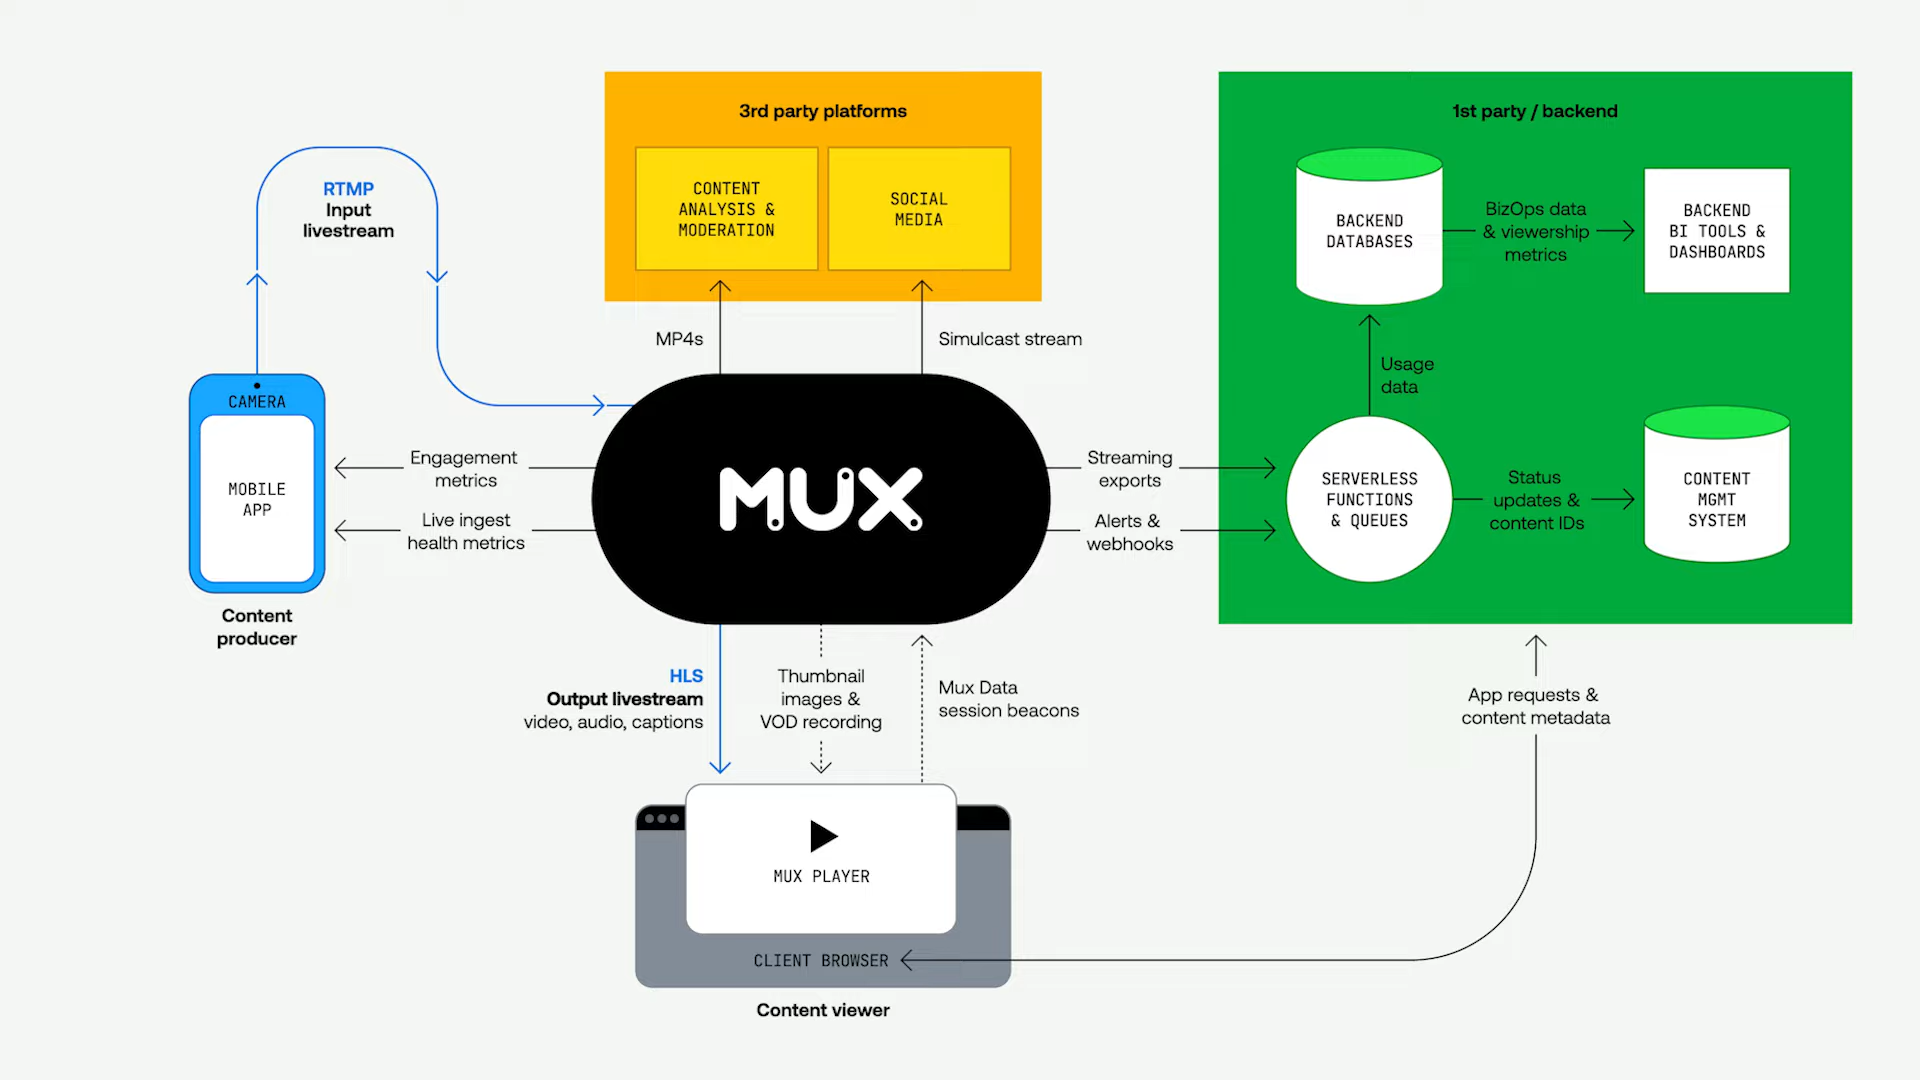 3rd party platforms
CONTENT
ANALYSIS &
MODERATION
SOCIAL
MEDIA
1st party / backend
BACKEND
DATABASES
BizOps data
& viewership
metrics
BACKEND
BI TOOLS &
DASHBOARDS
RTMP
Input
livestream
MP4s
Simulcast stream
Usage
data
CAMERA
MOBILE
APP
Content
producer
Engagement
metrics
Live ingest
health metrics
MUX
Streaming
exports
Alerts &
webhooks
SERVERLESS
FUNCTIONS
& QUEUES
Status
updates &
content IDs
CONTENT
MGMT
SYSTEM
HLS
Output livestream
video, audio, captions
Thumbnail
images &
VOD recording
Mux Data
session beacons
App requests &
content metadata
MUX PLAYER
CLIENT BROWSER
Content viewer